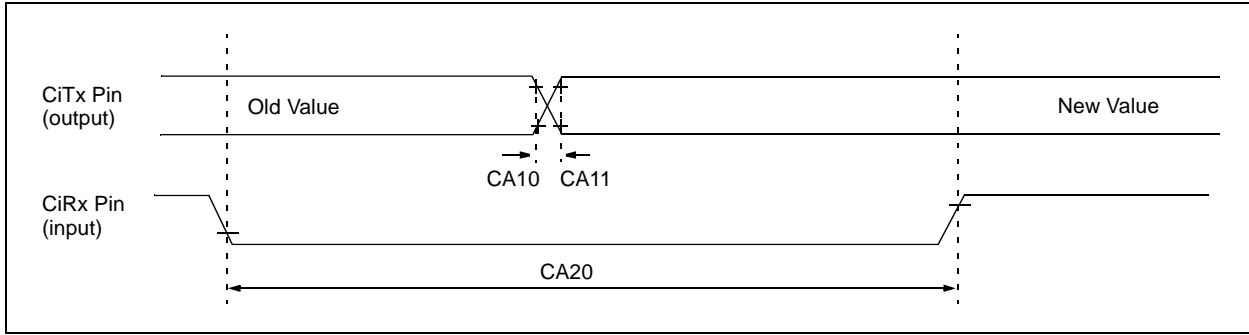 CiTx Pin
(output)
Old Value
New Value
CA10 CA11
CiRx Pin
(input)
CA20